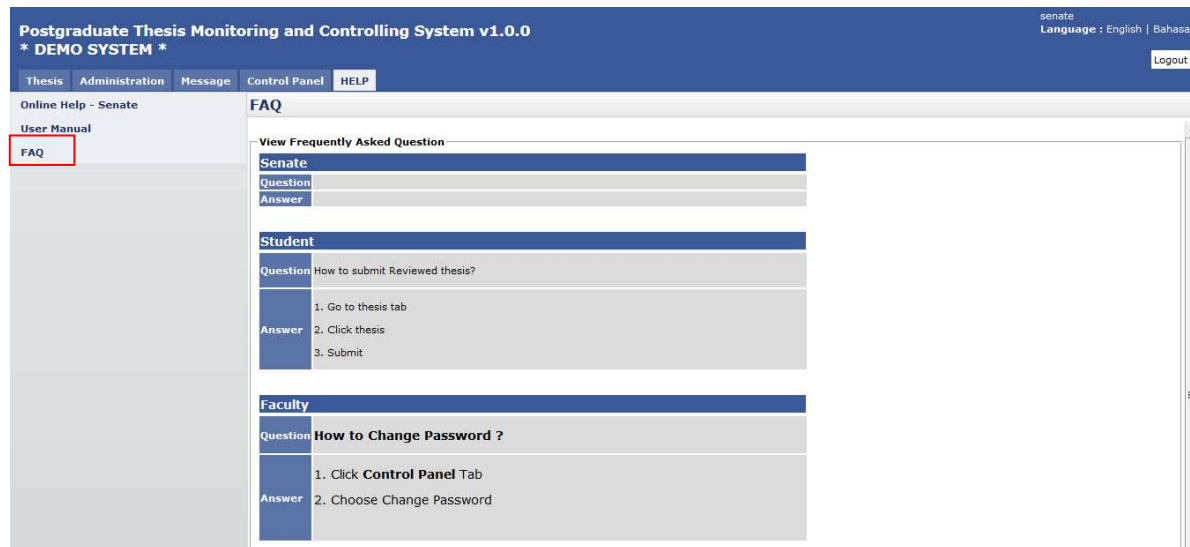 Postgraduate Thesis Monitoring and Controlling System v1.0.0
* DEMO SYSTEM *
senate
Language : English | Bahasa
Logout
Thesis Administration Message Control Panel HELP
Online Help - Senate
User Manual
FAQ
FAQ
View Frequently Asked Question
Senate
Question
Answer
Student
Question How to submit Reviewed thesis?
Answer
1. Go to thesis tab
2. Click thesis
3. Submit
Faculty
Question How to Change Password ?
Answer
1. Click Control Panel Tab
2. Choose Change Password